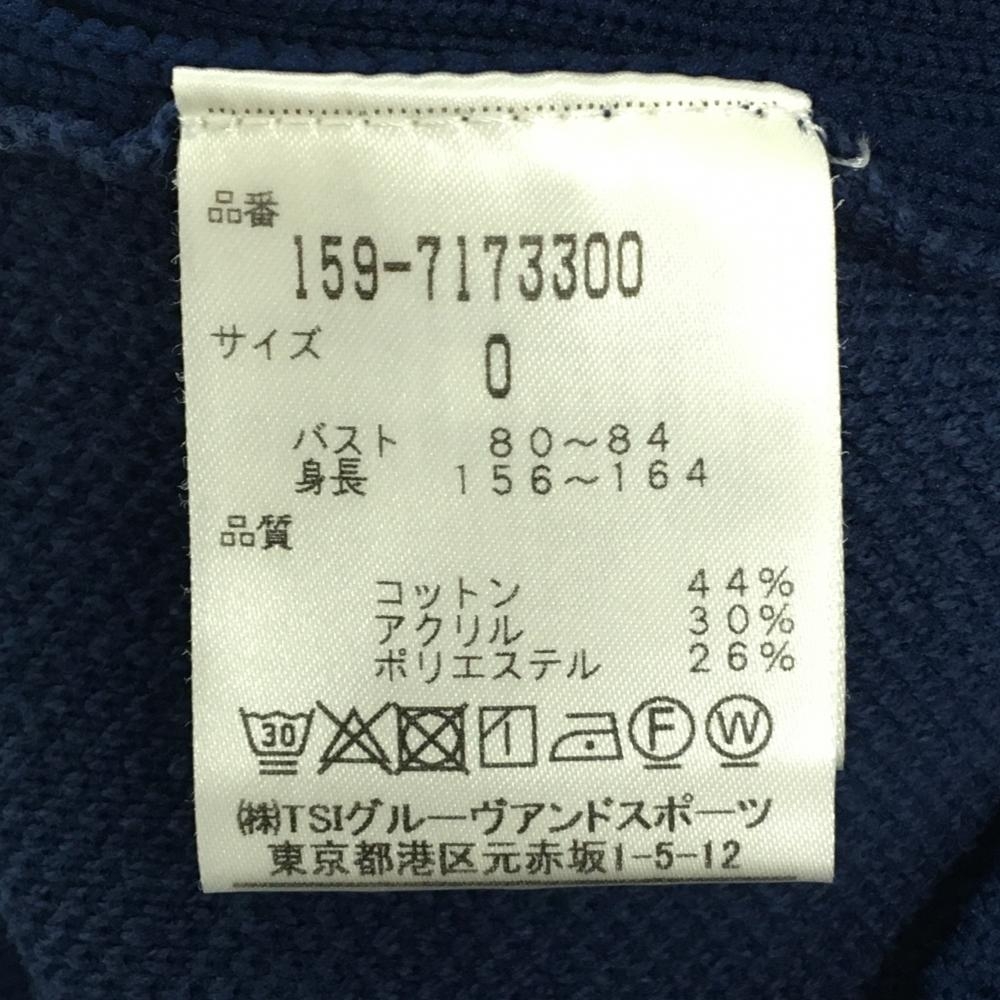 品番
159-7173300
サイズ 0
バスト 80～84
身長 156～164
品質
コットン 44%
アクリル 30%
ポリエステル 26%
30 F W
㈱TSIグルーヴアンドスポーツ
東京都港区元赤坂1-5-12